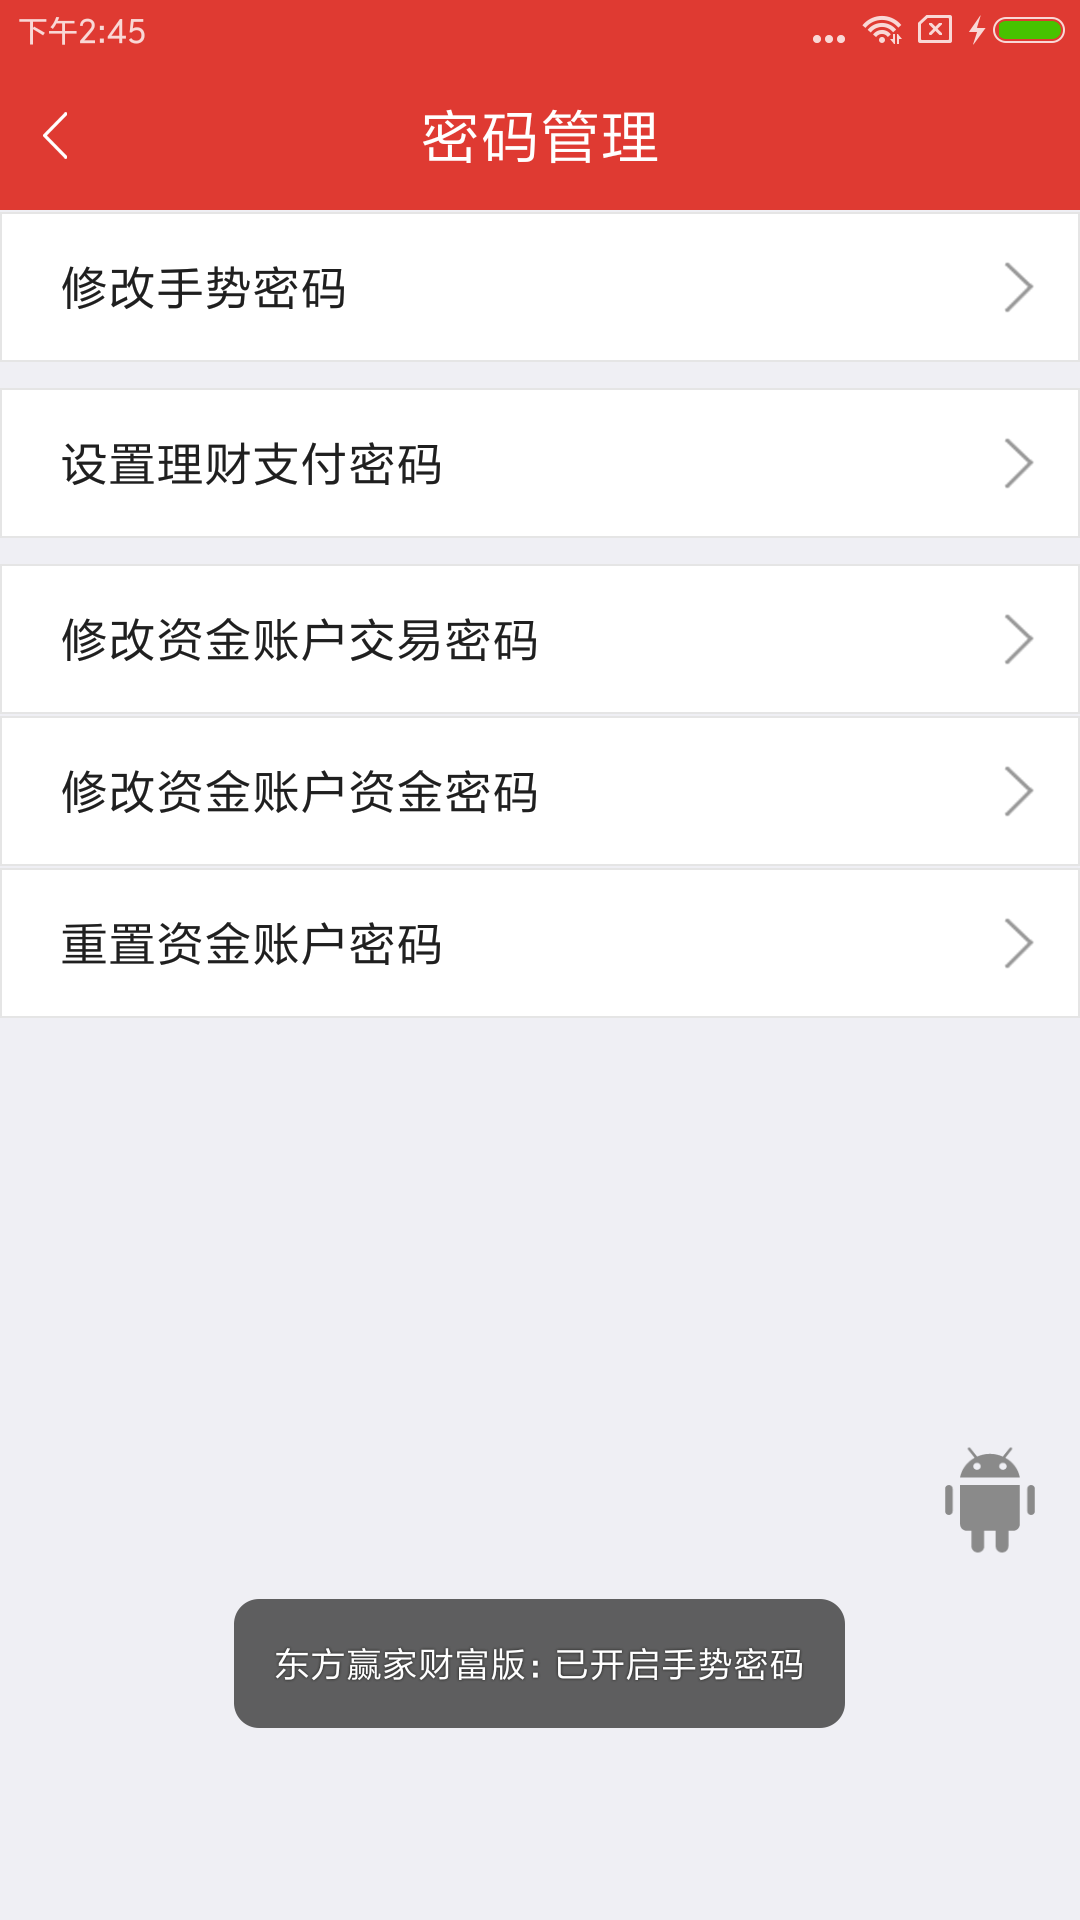 下午2:45
密码管理
修改手势密码
设置理财支付密码
修改资金账户交易密码
修改资金账户资金密码
重置资金账户密码
东方赢家财富版：已开启手势密码